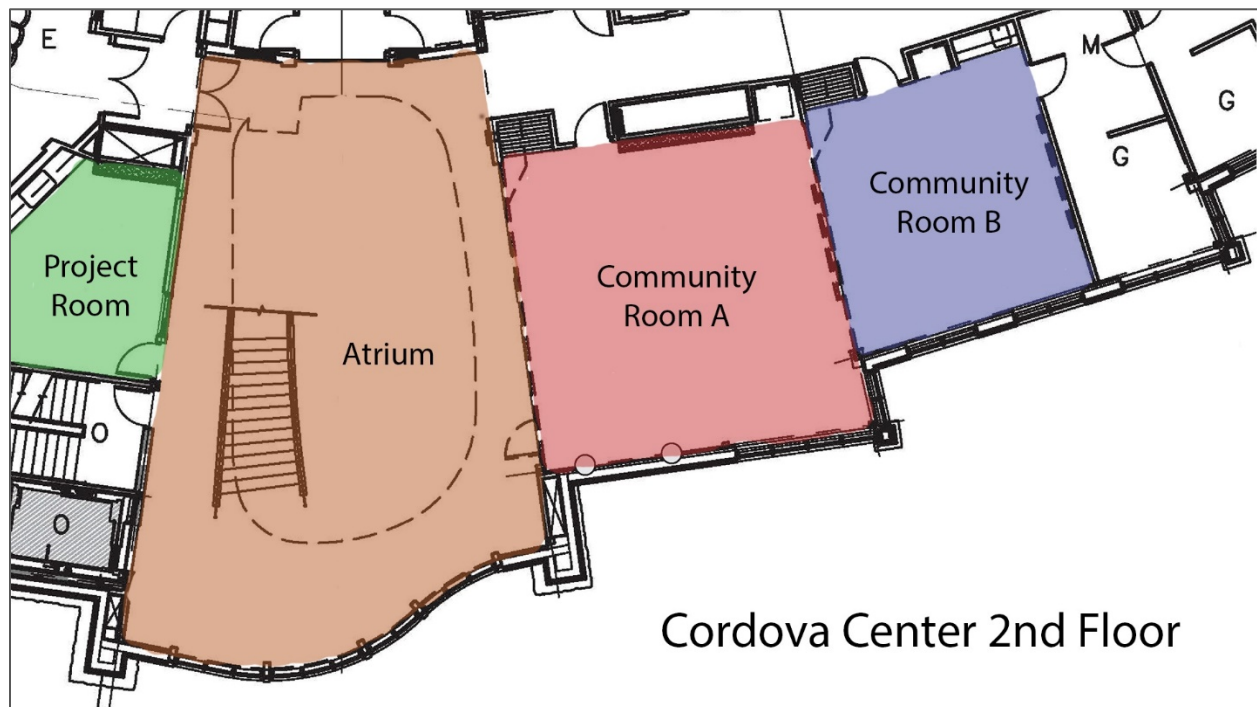 E
M
G
G
Community
Room B
Project
Room
Community
Room A
Atrium
O
O
Cordova Center 2nd Floor